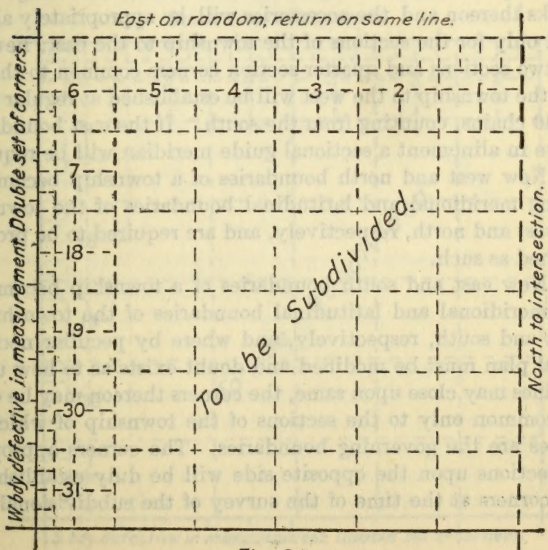 East on random, return on same line.
W. bdy. defective in measurement. Double set of corners.
6 5 4 3 2 1
7
18
19
30
31
To be Subdivided.
North to intersection.